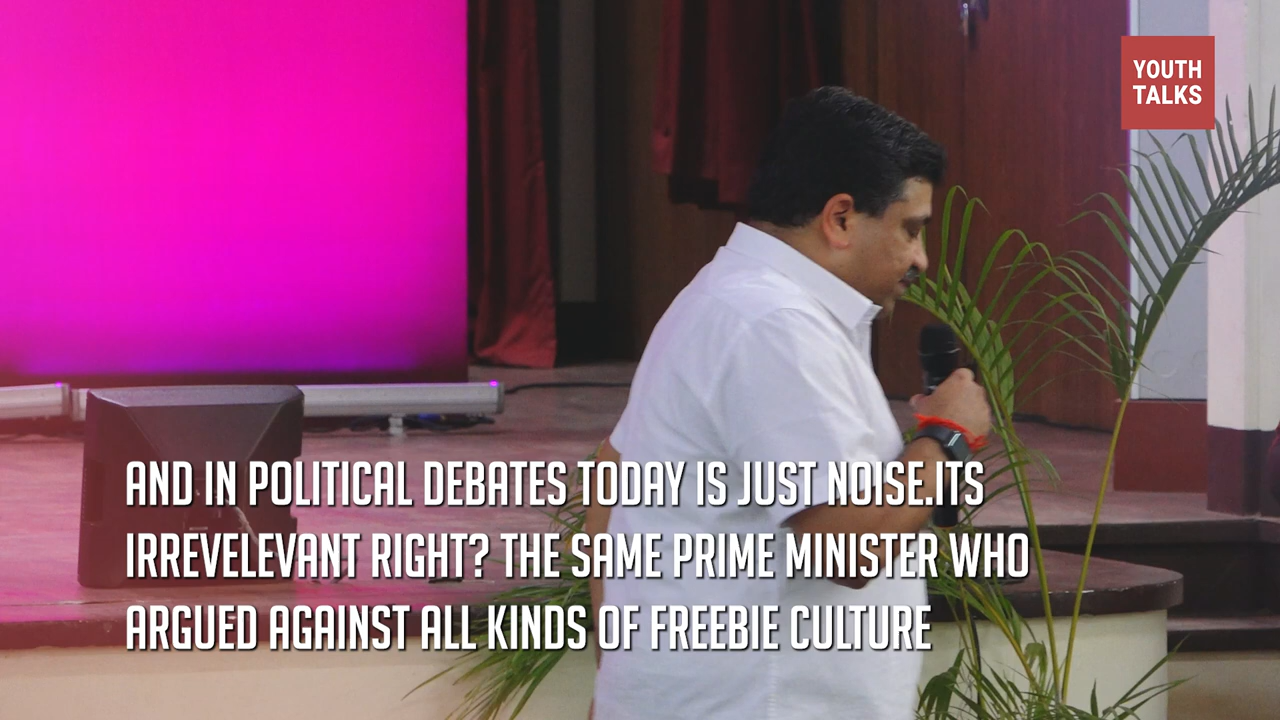 YOUTH
TALKS
AND IN POLITICAL DEBATES TODAY IS JUST NOISE.ITS
IRREVELEVANT RIGHT? THE SAME PRIME MINISTER WHO
ARGUED AGAINST ALL KINDS OF FREEBIE CULTURE